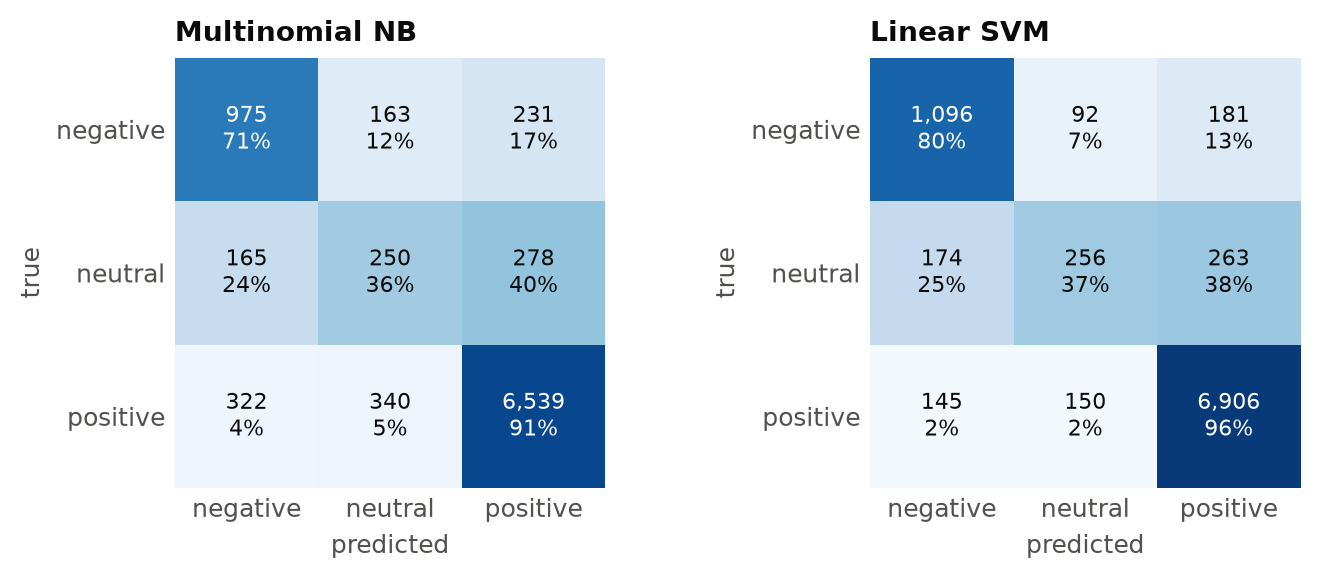 Multinomial NB
negative
975
71%
163
12%
231
17%
true
neutral
165
24%
250
36%
278
40%
positive
322
4%
340
5%
6,539
91%
negative
neutral
positive
predicted
Linear SVM
negative
1,096
80%
92
7%
181
13%
true
neutral
174
25%
256
37%
263
38%
positive
145
2%
150
2%
6,906
96%
negative
neutral
positive
predicted